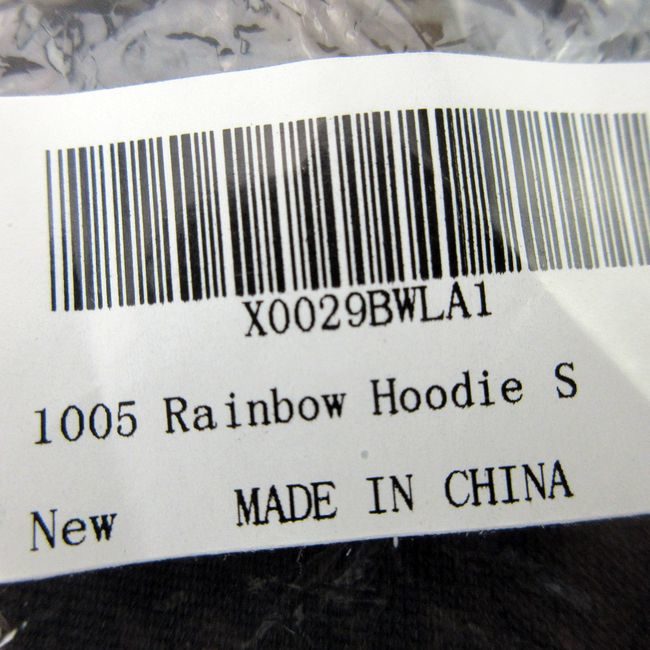 X0029BWLA1
1005 Rainbow Hoodie S
New MADE IN CHINA